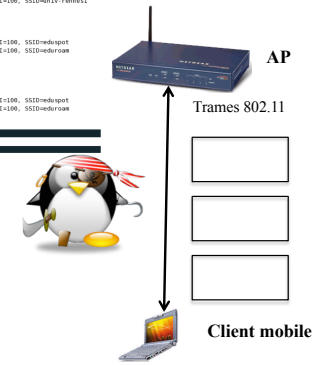 I=100, SSID=univ-rennes1
I=100, SSID=eduspot
I=100, SSID=eduroam
I=100, SSID=eduspot
I=100, SSID=eduroam
NETGEAR
AP
Trames 802.11
Client mobile